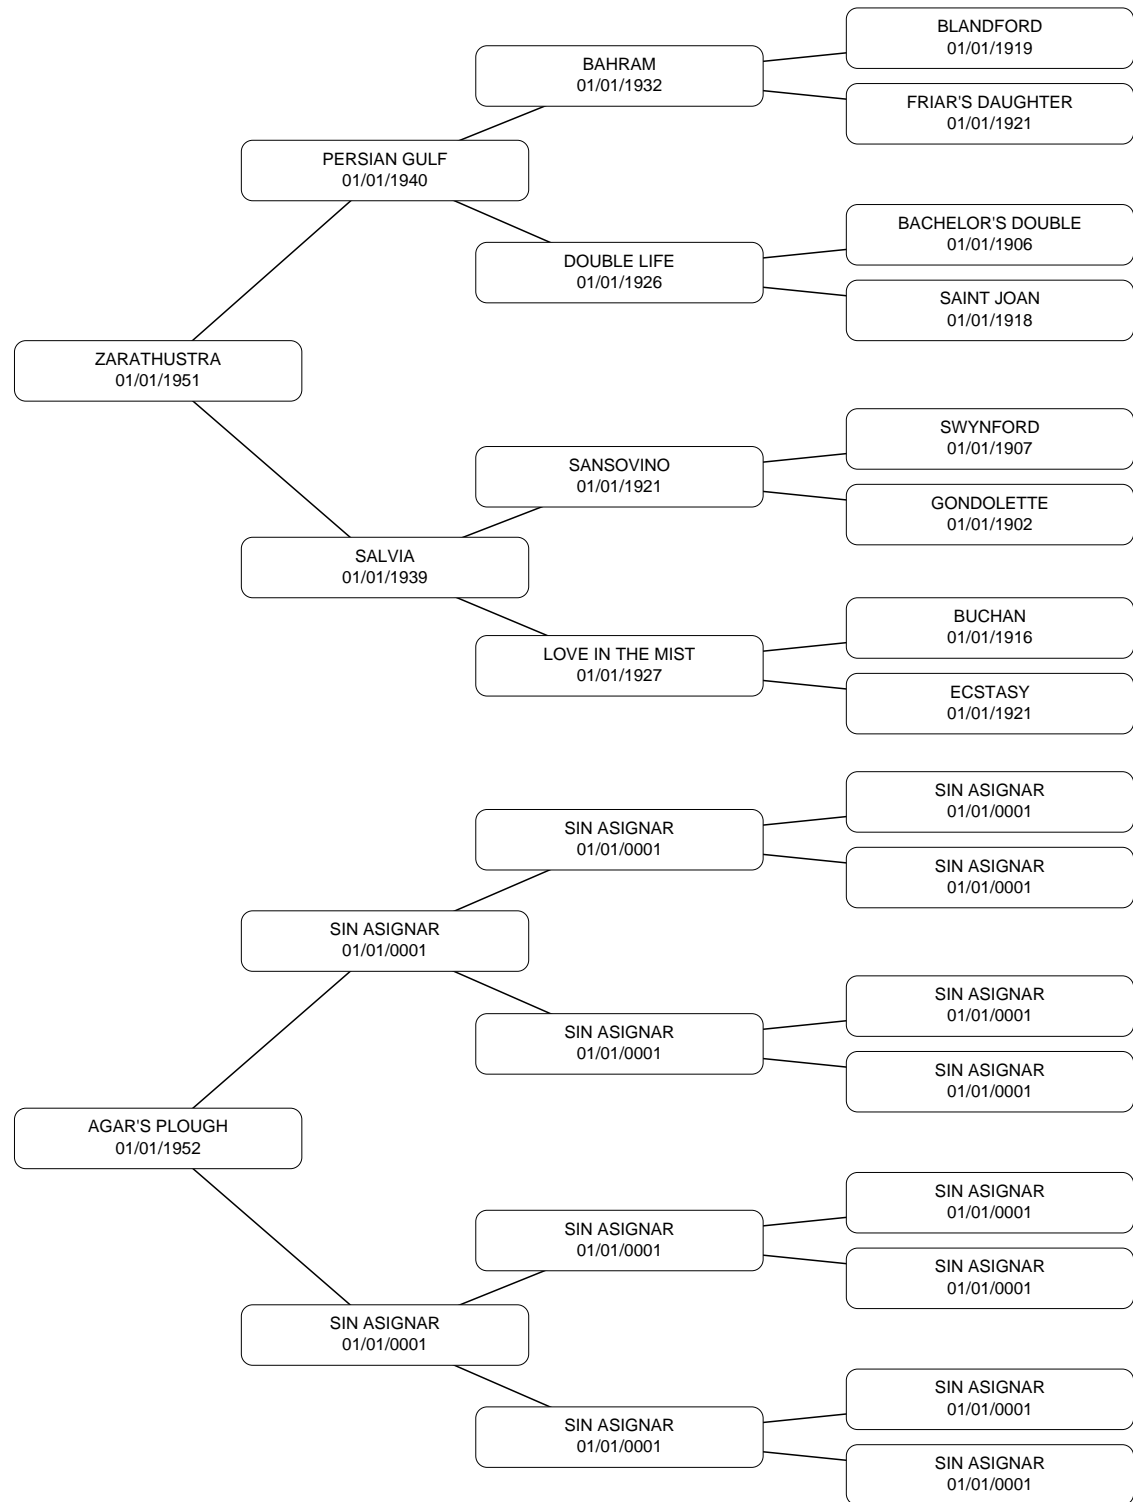 BLANDFORD
01/01/1919
BAHRAM
01/01/1932
FRIAR'S DAUGHTER
01/01/1921
PERSIAN GULF
01/01/1940
BACHELOR'S DOUBLE
01/01/1906
DOUBLE LIFE
01/01/1926
SAINT JOAN
01/01/1918
ZARATHUSTRA
01/01/1951
SWYNFORD
01/01/1907
SANSOVINO
01/01/1921
GONDOLETTE
01/01/1902
SALVIA
01/01/1939
BUCHAN
01/01/1916
LOVE IN THE MIST
01/01/1927
ECSTASY
01/01/1921
SIN ASIGNAR
01/01/0001
SIN ASIGNAR
01/01/0001
SIN ASIGNAR
01/01/0001
SIN ASIGNAR
01/01/0001
SIN ASIGNAR
01/01/0001
SIN ASIGNAR
01/01/0001
SIN ASIGNAR
01/01/0001
AGAR'S PLOUGH
01/01/1952
SIN ASIGNAR
01/01/0001
SIN ASIGNAR
01/01/0001
SIN ASIGNAR
01/01/0001
SIN ASIGNAR
01/01/0001
SIN ASIGNAR
01/01/0001
SIN ASIGNAR
01/01/0001
SIN ASIGNAR
01/01/0001